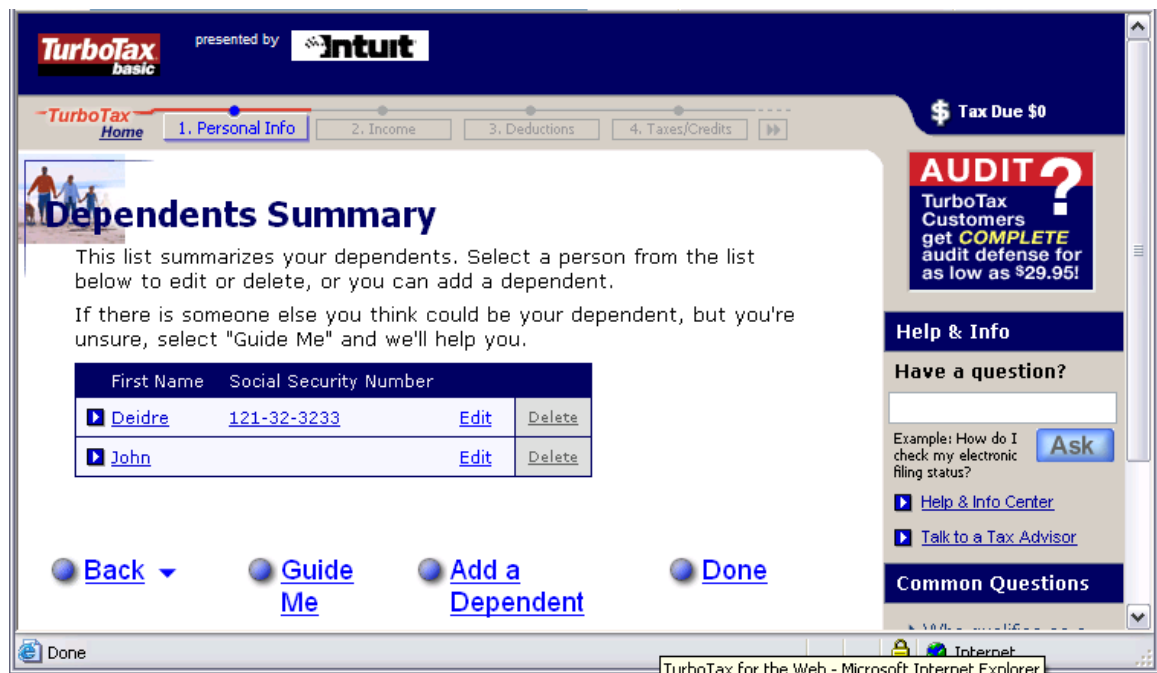 TurboTax
basic
presented by Intuit
TurboTax
Home
1. Personal Info
2. Income
3. Deductions
4. Taxes/Credits
$ Tax Due $0
Dependents Summary
This list summarizes your dependents. Select a person from the list
below to edit or delete, or you can add a dependent.
If there is someone else you think could be your dependent, but you're
unsure, select "Guide Me" and we'll help you.
First Name Social Security Number
Deidre 121-32-3233 Edit Delete
John Edit Delete
Back
Guide
Me
Add a
Dependent
Done
AUDIT?
TurboTax
Customers
get COMPLETE
audit defense for
as low as $29.95!
Help & Info
Have a question?
Example: How do I
check my electronic
filing status?
Ask
Help & Info Center
Talk to a Tax Advisor
Common Questions
Done
Internet
TurboTax for the Web - Microsoft Internet Explorer